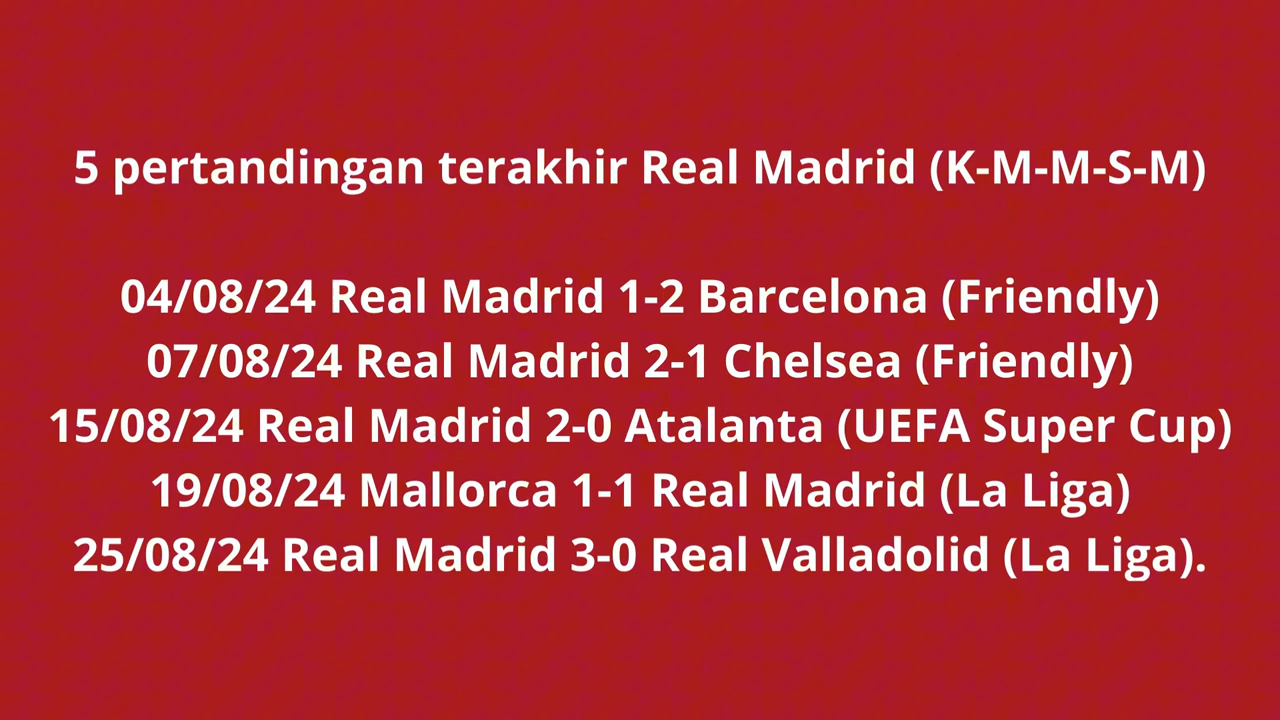 5 pertandingan terakhir Real Madrid (K-M-M-S-M)
04/08/24 Real Madrid 1-2 Barcelona (Friendly)
07/08/24 Real Madrid 2-1 Chelsea (Friendly)
15/08/24 Real Madrid 2-0 Atalanta (UEFA Super Cup)
19/08/24 Mallorca 1-1 Real Madrid (La Liga)
25/08/24 Real Madrid 3-0 Real Valladolid (La Liga).